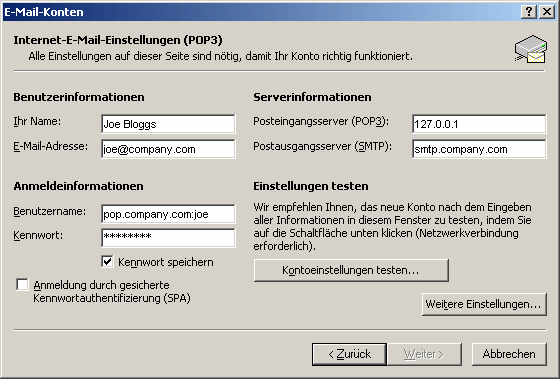 E-Mail-Konten
Internet-E-Mail-Einstellungen (POP3)
Alle Einstellungen auf dieser Seite sind nötig, damit Ihr Konto richtig funktioniert.
Benutzerinformationen
Ihr Name: Joe Bloggs
E-Mail-Adresse: joe@company.com
Serverinformationen
Posteingangsserver (POP3): 127.0.0.1
Postausgangsserver (SMTP): smtp.company.com
Anmeldeinformationen
Benutzername: pop.company.com:joe
Kennwort: ********
Kennwort speichern
Anmeldung durch gesicherte
Kennwortauthentifizierung (SPA)
Einstellungen testen
Wir empfehlen Ihnen, das neue Konto nach dem Eingeben
aller Informationen in diesem Fenster zu testen, indem Sie
auf die Schaltfläche unten klicken (Netzwerkverbindung
erforderlich).
Kontoeinstellungen testen...
Weitere Einstellungen...
< Zurück
Weiter >
Abbrechen